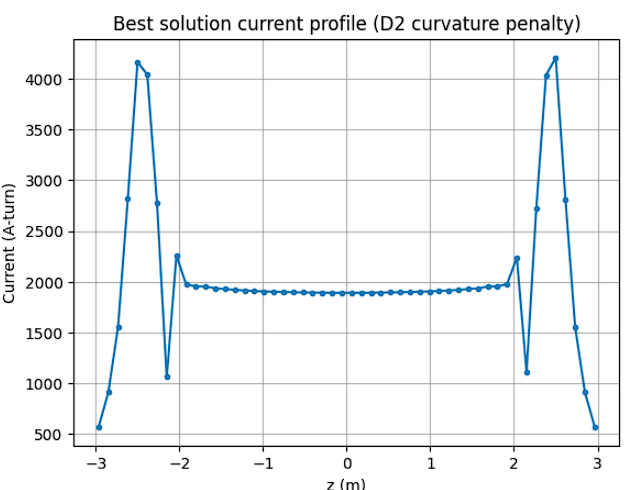 Best solution current profile (D2 curvature penalty)
4000
3500
3000
2500
2000
1500
1000
500
Current (A-turn)
−3 −2 −1 0 1 2 3
z (m)